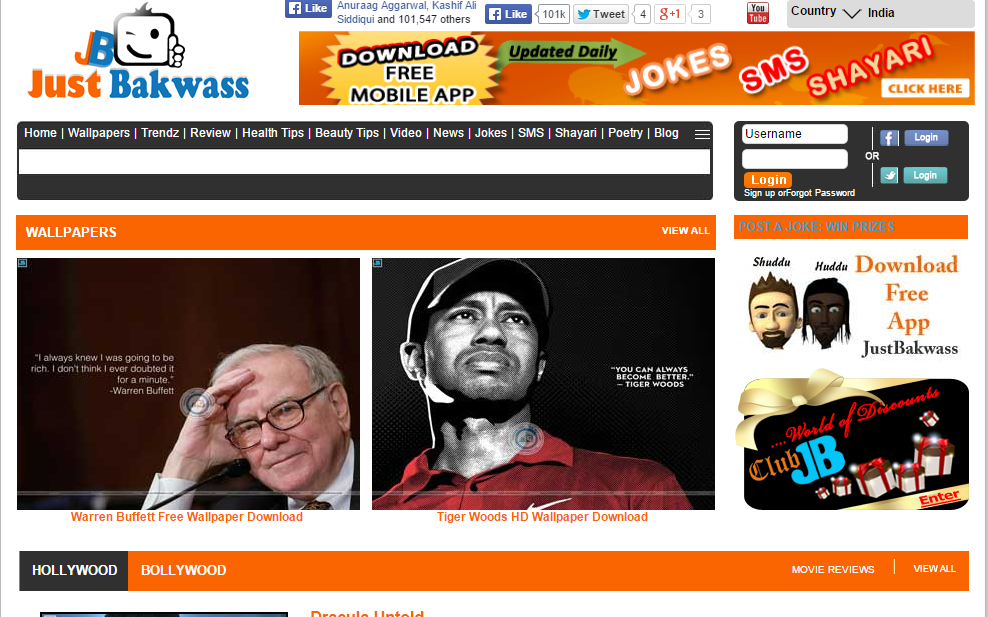 Like
Anuraag Aggarwal, Kashif Ali
Siddiqui and 101,547 others
Like 101k
Tweet 4
g+1 3
You
Tube
Country India
JB
Just Bakwass
DOWNLOAD
FREE
MOBILE APP
Updated Daily
JOKES
SMS
SHAYARI
CLICK HERE
Home | Wallpapers | Trendz | Review | Health Tips | Beauty Tips | Video | News | Jokes | SMS | Shayari | Poetry | Blog
Username
Login
Sign up orForgot Password
OR
f Login
Login
WALLPAPERS
VIEW ALL
POST A JOKE: WIN PRIZES
JB
"I always knew I was going to be
rich. I don't think I ever doubted it
for a minute."
-Warren Buffett
Warren Buffett Free Wallpaper Download
JB
"YOU CAN ALWAYS
BECOME BETTER."
— TIGER WOODS
Tiger Woods HD Wallpaper Download
Shuddu
Huddu
Download
Free
App
JustBakwass
....World of Discounts
Club JB
Enter
HOLLYWOOD
BOLLYWOOD
MOVIE REVIEWS | VIEW ALL
Dracula Untold